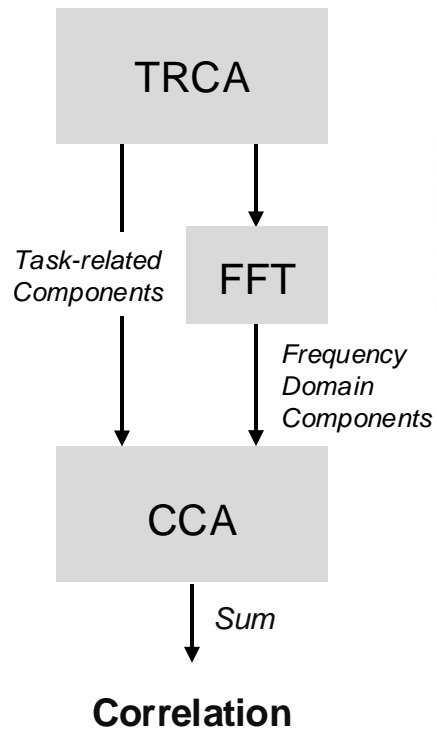 TRCA
Task-related
Components
FFT
Frequency
Domain
Components
CCA
Sum
Correlation